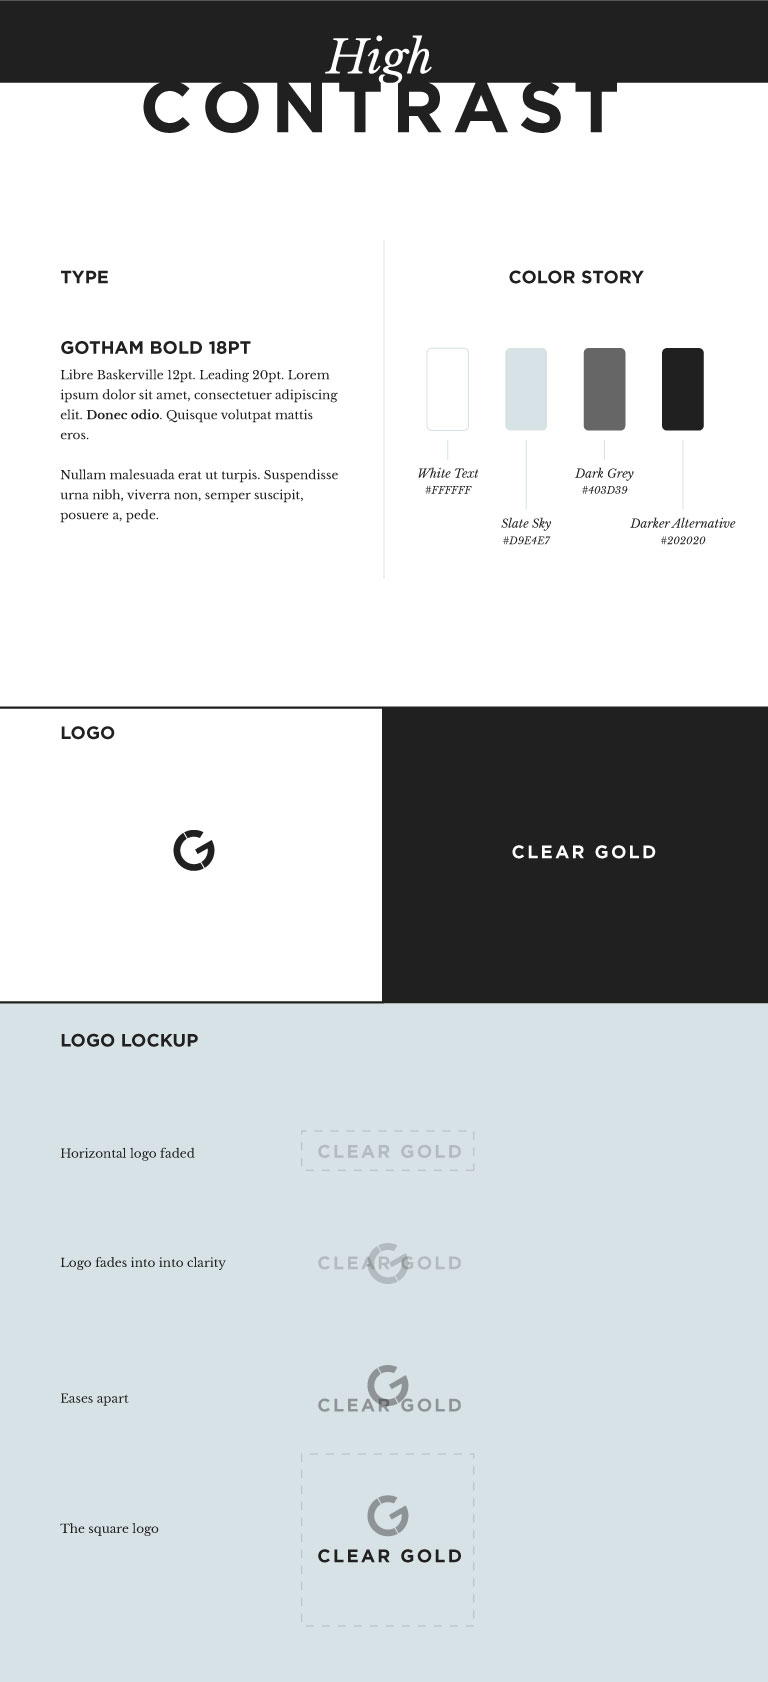 High
CONTRAST
TYPE
GOTHAM BOLD 18PT
Libre Baskerville 12pt. Leading 20pt. Lorem
ipsum dolor sit amet, consectetuer adipiscing
elit. Donec odio. Quisque volutpat mattis
eros.
Nullam malesuada erat ut turpis. Suspendisse
urna nibh, viverra non, semper suscipit,
posuere a, pede.
COLOR STORY
White Text
#FFFFFF
Slate Sky
#D9E4E7
Dark Grey
#403D39
Darker Alternative
#202020
LOGO
G
CLEAR GOLD
LOGO LOCKUP
Horizontal logo faded
CLEAR GOLD
Logo fades into into clarity
CLEAR GOLD
G
Eases apart
G
CLEAR GOLD
The square logo
G
CLEAR GOLD